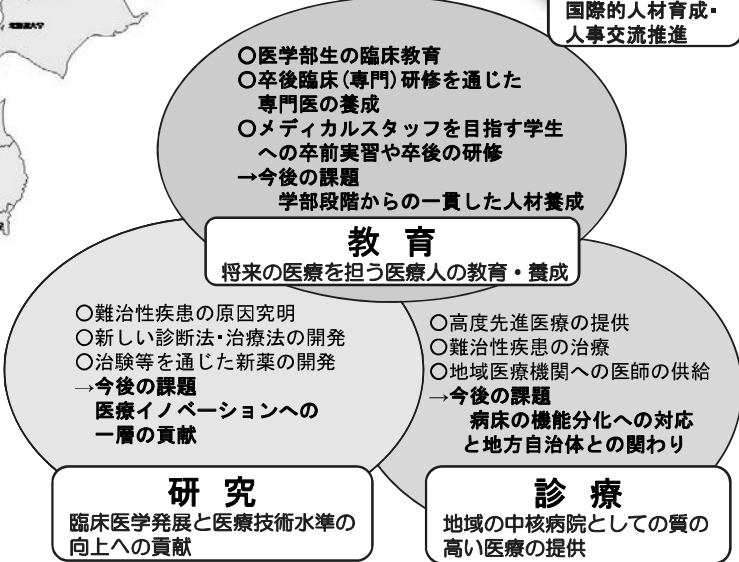 国際的人材育成・
人事交流推進
○医学部生の臨床教育
○卒後臨床(専門)研修を通じた
専門医の養成
○メディカルスタッフを目指す学生
への卒前実習や卒後の研修
→今後の課題
学部段階からの一貫した人材養成
教 育
将来の医療を担う医療人の教育・養成
○難治性疾患の原因究明
○新しい診断法・治療法の開発
○治験等を通じた新薬の開発
→今後の課題
医療イノベーションへの
一層の貢献
研 究
臨床医学発展と医療技術水準の
向上への貢献
○高度先進医療の提供
○難治性疾患の治療
○地域医療機関への医師の供給
→今後の課題
病床の機能分化への対応
と地方自治体との関わり
診 療
地域の中核病院としての質の
高い医療の提供